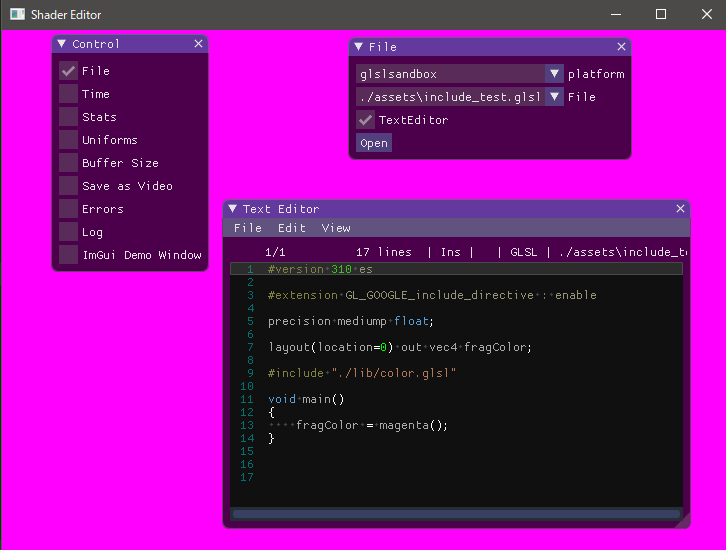 Shader Editor
Control
File
Time
Stats
Uniforms
Buffer Size
Save as Video
Errors
Log
ImGui Demo Window
File
glslsandbox platform
./assets\include_test.glsl File
TextEditor
Open
Text Editor
File Edit View
1/1 17 lines | Ins | | GLSL | ./assets\include_t
1 #version 310 es
2
3 #extension GL_GOOGLE_include_directive : enable
4
5 precision mediump float;
6
7 layout(location=0) out vec4 fragColor;
8
9 #include "./lib/color.glsl"
10
11 void main()
12 {
13     fragColor = magenta();
14 }
15
16
17